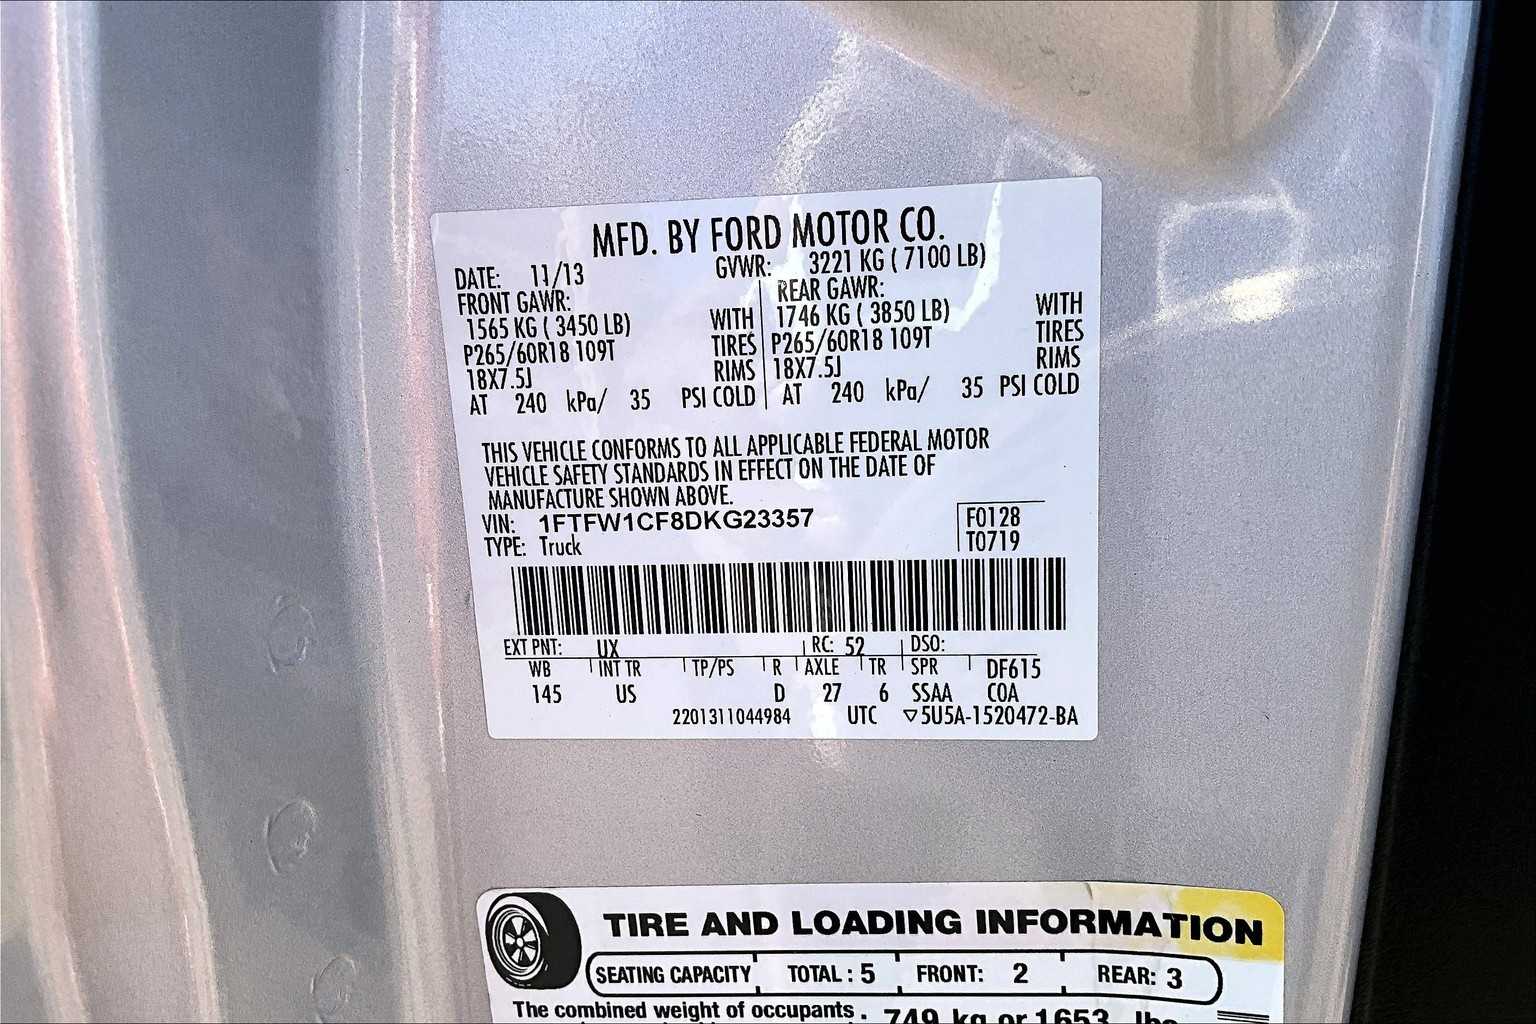 MFD. BY FORD MOTOR CO.
DATE: 11/13 GVWR: 3221 KG ( 7100 LB)
FRONT GAWR: REAR GAWR:
1565 KG ( 3450 LB) WITH 1746 KG ( 3850 LB) WITH
P265/60R18 109T TIRES P265/60R18 109T TIRES
18X7.5J RIMS 18X7.5J RIMS
AT 240 kPa/ 35 PSI COLD AT 240 kPa/ 35 PSI COLD
THIS VEHICLE CONFORMS TO ALL APPLICABLE FEDERAL MOTOR
VEHICLE SAFETY STANDARDS IN EFFECT ON THE DATE OF
MANUFACTURE SHOWN ABOVE.
VIN: 1FTFW1CF8DKG23357 F0128
TYPE: Truck T0719
EXT PNT: UX RC: 52 DSO:
WB INT TR TP/PS R AXLE TR SPR DF615
145 US D 27 6 SSAA COA
2201311044984 UTC ▽5U5A-1520472-BA
TIRE AND LOADING INFORMATION
SEATING CAPACITY TOTAL : 5 FRONT: 2 REAR: 3
The combined weight of occupants 749 kg or 1653 lbs